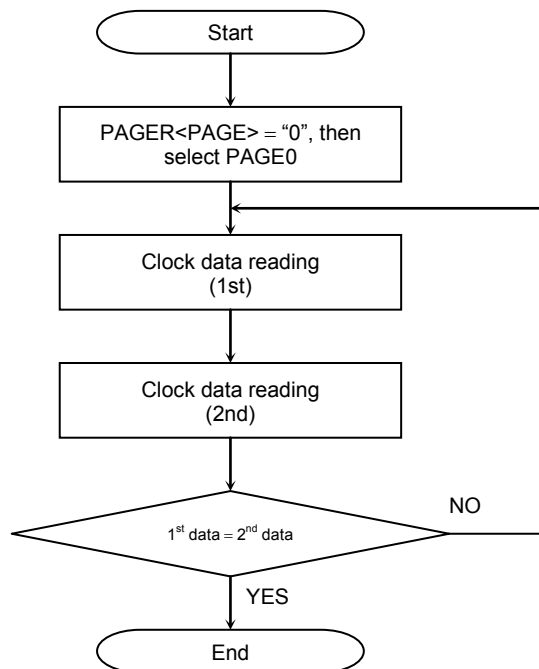 Start
PAGER<PAGE> = “0”, then
select PAGE0
Clock data reading
(1st)
Clock data reading
(2nd)
1st data = 2nd data
NO
YES
End